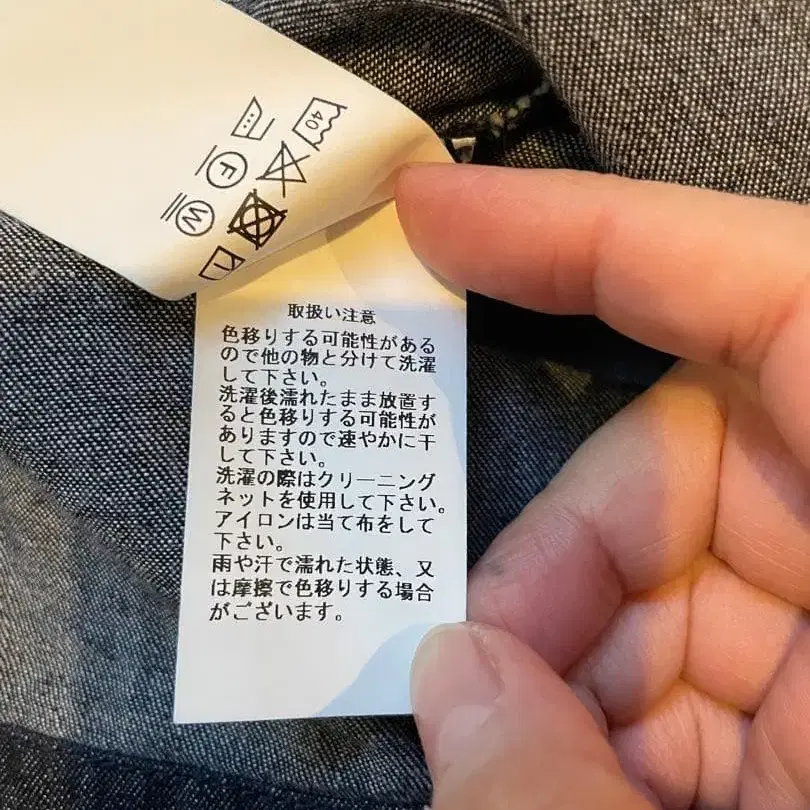 40
F
W
取扱い注意
色移りする可能性がある
ので他の物と分けて洗濯
して下さい。
洗濯後濡れたまま放置す
ると色移りする可能性が
ありますので速やかに干
して下さい。
洗濯の際はクリーニング
ネットを使用して下さい。
アイロンは当て布をして
下さい。
雨や汗で濡れた状態、又
は摩擦で色移りする場合
がございます。